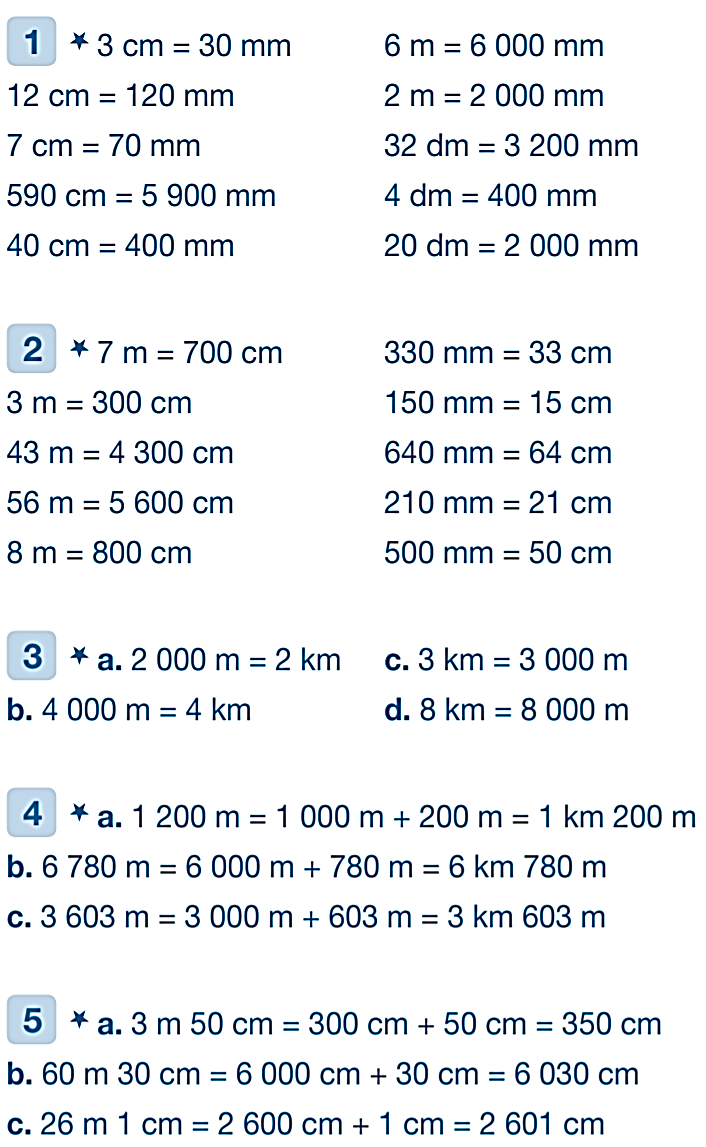 1 * 3 cm = 30 mm
12 cm = 120 mm
7 cm = 70 mm
590 cm = 5 900 mm
40 cm = 400 mm
6 m = 6 000 mm
2 m = 2 000 mm
32 dm = 3 200 mm
4 dm = 400 mm
20 dm = 2 000 mm
2 * 7 m = 700 cm
3 m = 300 cm
43 m = 4 300 cm
56 m = 5 600 cm
8 m = 800 cm
330 mm = 33 cm
150 mm = 15 cm
640 mm = 64 cm
210 mm = 21 cm
500 mm = 50 cm
3 * a. 2 000 m = 2 km
b. 4 000 m = 4 km
c. 3 km = 3 000 m
d. 8 km = 8 000 m
4 * a. 1 200 m = 1 000 m + 200 m = 1 km 200 m
b. 6 780 m = 6 000 m + 780 m = 6 km 780 m
c. 3 603 m = 3 000 m + 603 m = 3 km 603 m
5 * a. 3 m 50 cm = 300 cm + 50 cm = 350 cm
b. 60 m 30 cm = 6 000 cm + 30 cm = 6 030 cm
c. 26 m 1 cm = 2 600 cm + 1 cm = 2 601 cm